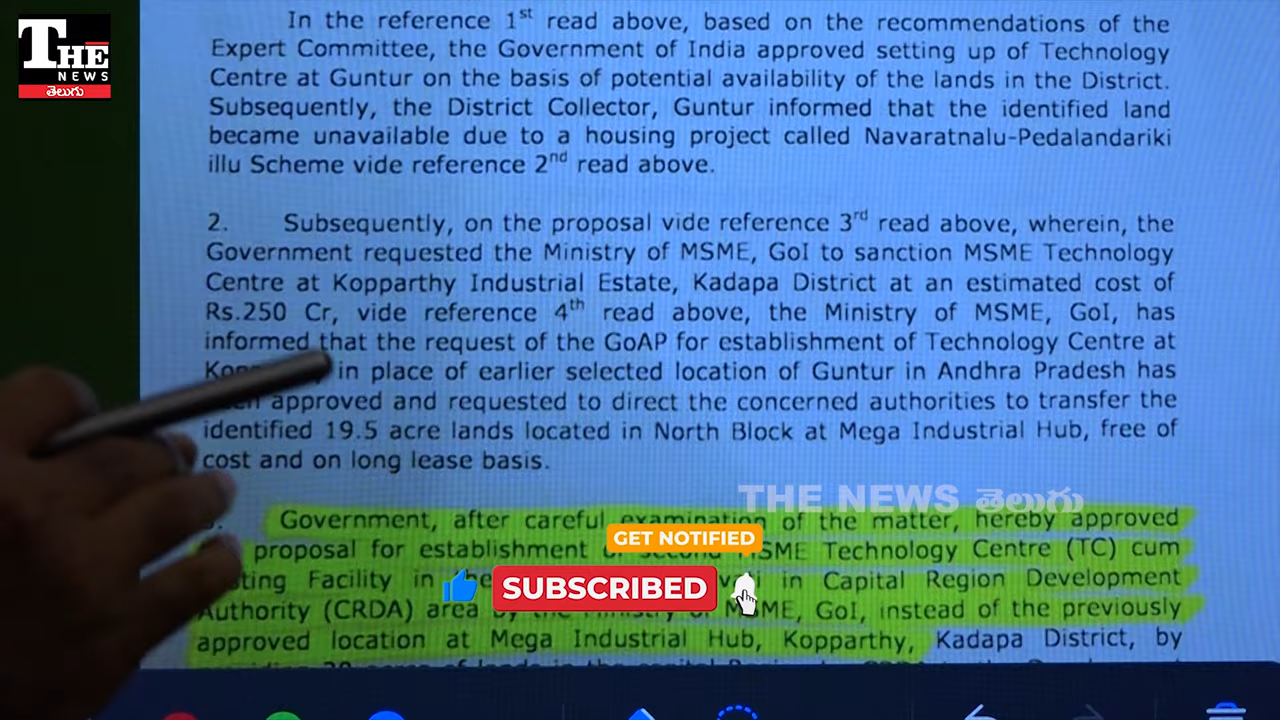 THE
NEWS
తెలుగు
In the reference 1st read above, based on the recommendations of the
Expert Committee, the Government of India approved setting up of Technology
Centre at Guntur on the basis of potential availability of the lands in the District.
Subsequently, the District Collector, Guntur informed that the identified land
became unavailable due to a housing project called Navaratnalu-Pedalandariki
illu Scheme vide reference 2nd read above.
2. Subsequently, on the proposal vide reference 3rd read above, wherein, the
Government requested the Ministry of MSME, GoI to sanction MSME Technology
Centre at Kopparthy Industrial Estate, Kadapa District at an estimated cost of
Rs.250 Cr, vide reference 4th read above, the Ministry of MSME, GoI, has
informed that the request of the GoAP for establishment of Technology Centre at
in place of earlier selected location of Guntur in Andhra Pradesh has
approved and requested to direct the concerned authorities to transfer the
identified 19.5 acre lands located in North Block at Mega Industrial Hub, free of
cost and on long lease basis.
THE NEWS తెలుగు
Government, after careful examination of the matter, hereby approved
GET NOTIFIED
proposal for establishment of second MSME Technology Centre (TC) cum
Facility in in Capital Region Development
SUBSCRIBED
Authority (CRDA) area by the Ministry of MSME, GoI, instead of the previously
approved location at Mega Industrial Hub, Kopparthy, Kadapa District, by